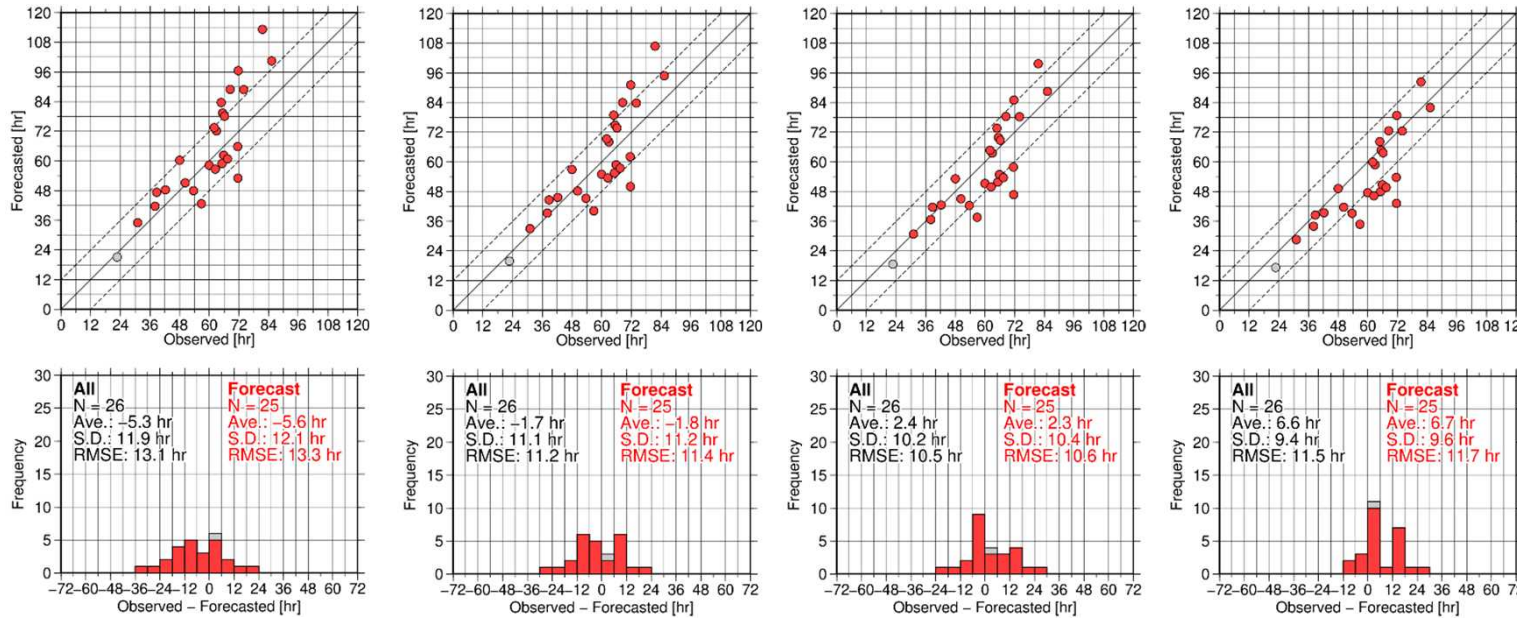 120
108
96
84
72
60
48
36
24
12
0
Forecasted [hr]
0 12 24 36 48 60 72 84 96 108 120
Observed [hr]
120
108
96
84
72
60
48
36
24
12
0
Forecasted [hr]
0 12 24 36 48 60 72 84 96 108 120
Observed [hr]
120
108
96
84
72
60
48
36
24
12
0
Forecasted [hr]
0 12 24 36 48 60 72 84 96 108 120
Observed [hr]
120
108
96
84
72
60
48
36
24
12
0
Forecasted [hr]
0 12 24 36 48 60 72 84 96 108 12
Observed [hr]
30
25
20
15
10
5
0
Frequency
All
N = 26
Ave.: −5.3 hr
S.D.: 11.9 hr
RMSE: 13.1 hr
Forecast
N = 25
Ave.: −5.6 hr
S.D.: 12.1 hr
RMSE: 13.3 hr
−72−60−48−36−24−12 0 12 24 36 48 60 72
Observed − Forecasted [hr]
30
25
20
15
10
5
0
Frequency
All
N = 26
Ave.: −1.7 hr
S.D.: 11.1 hr
RMSE: 11.2 hr
Forecast
N = 25
Ave.: −1.8 hr
S.D.: 11.2 hr
RMSE: 11.4 hr
−72−60−48−36−24−12 0 12 24 36 48 60 72
Observed − Forecasted [hr]
30
25
20
15
10
5
0
Frequency
All
N = 26
Ave.: 2.4 hr
S.D.: 10.2 hr
RMSE: 10.5 hr
Forecast
N = 25
Ave.: 2.3 hr
S.D.: 10.4 hr
RMSE: 10.6 hr
−72−60−48−36−24−12 0 12 24 36 48 60 72
Observed − Forecasted [hr]
30
25
20
15
10
5
0
Frequency
All
N = 26
Ave.: 6.6 hr
S.D.: 9.4 hr
RMSE: 11.5 hr
Forecast
N = 25
Ave.: 6.7 hr
S.D.: 9.6 hr
RMSE: 11.7 hr
−72−60−48−36−24−12 0 12 24 36 48 60 72
Observed − Forecasted [hr]